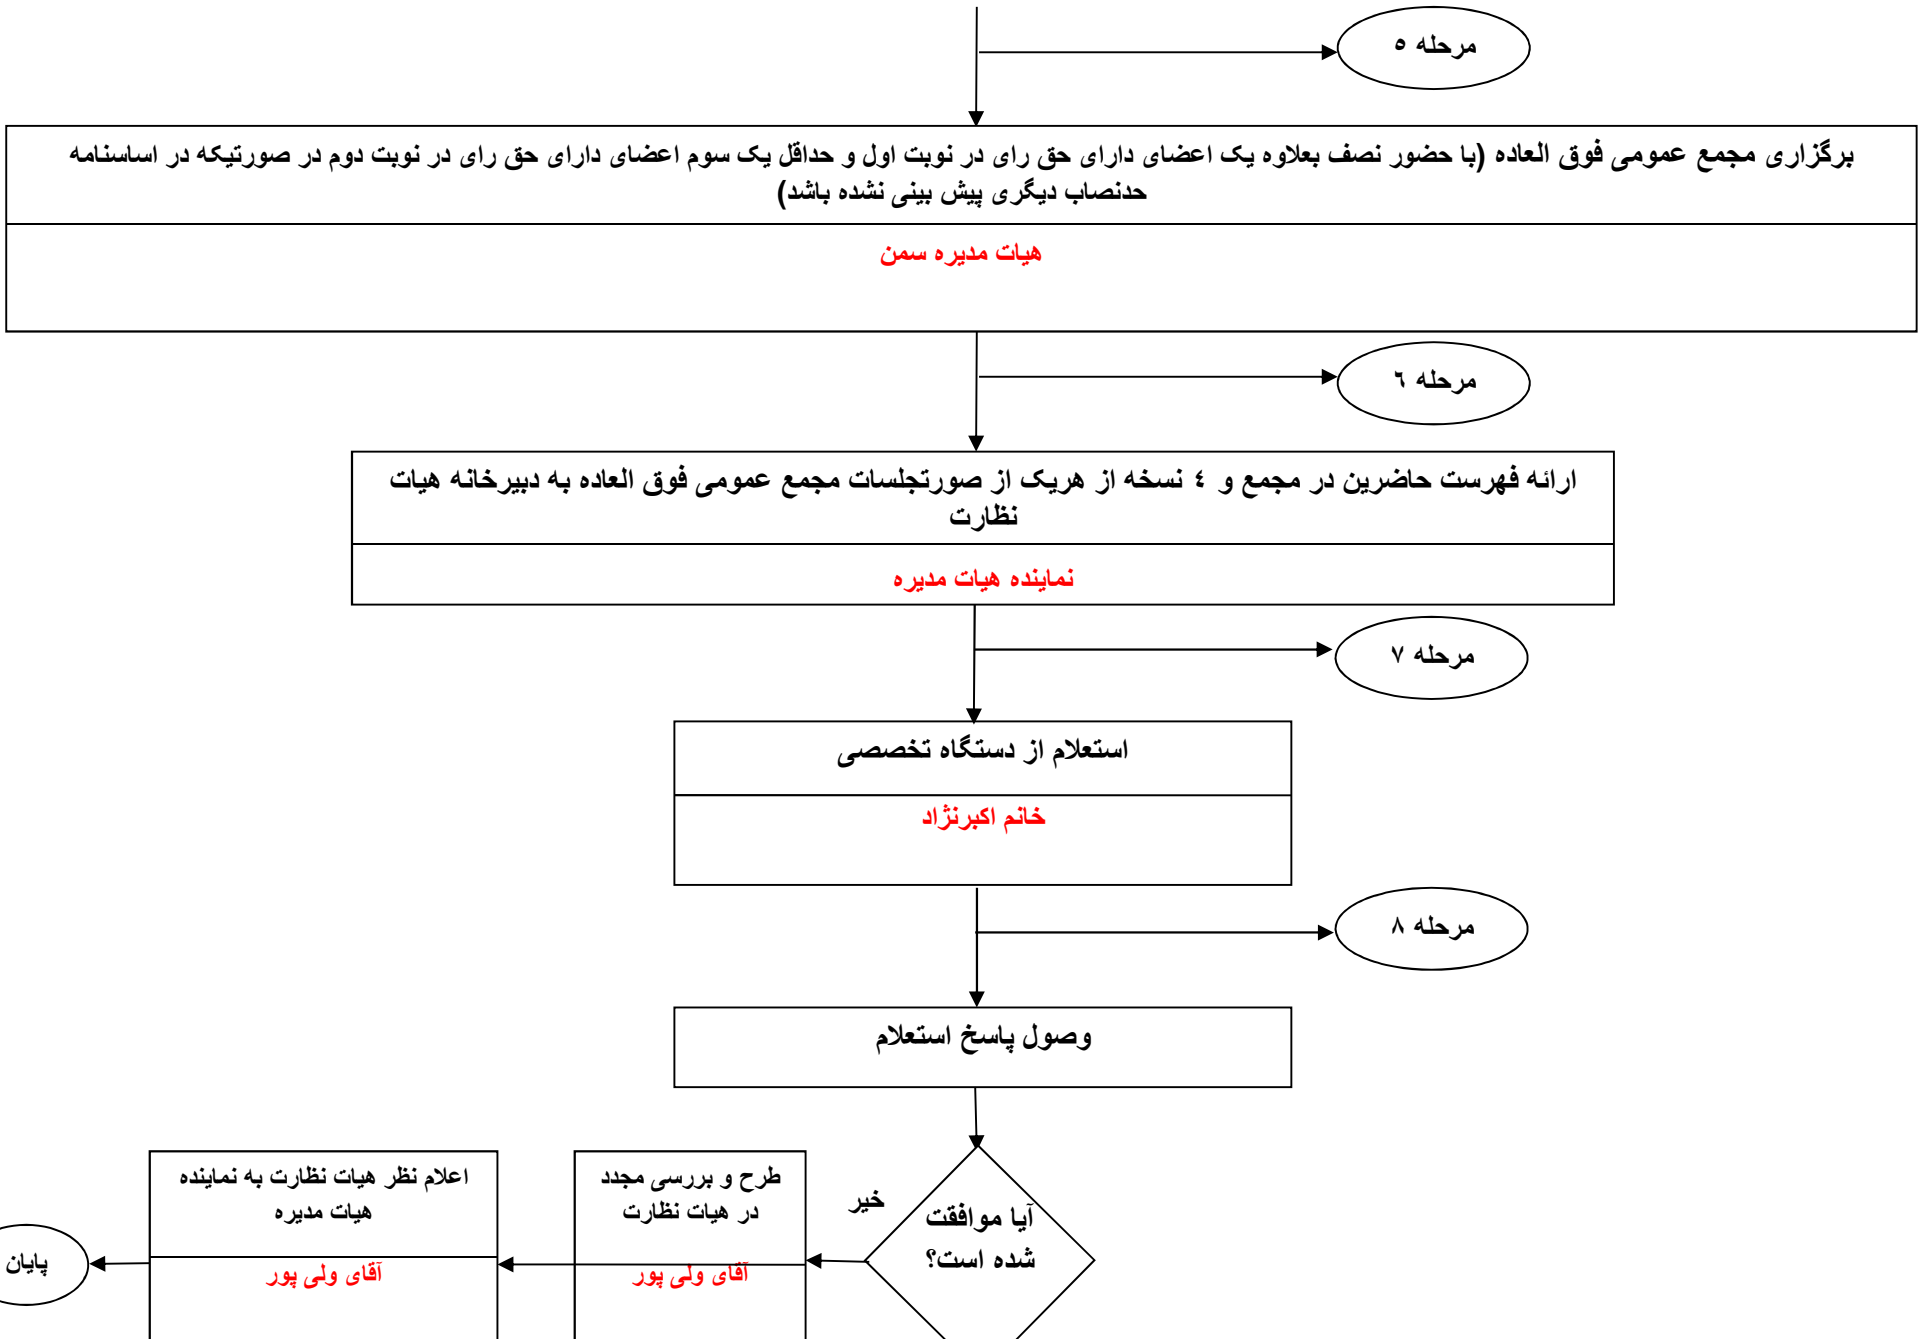 مرحله ٥
برگزاری مجمع عمومی فوق العاده (با حضور نصف بعلاوه یک اعضای دارای حق رای در نوبت اول و حداقل یک سوم اعضای دارای حق رای در نوبت دوم در صورتیکه در اساسنامه
حدنصاب دیگری پیش بینی نشده باشد)
هیات مدیره سمن
مرحله ٦
ارائه فهرست حاضرین در مجمع و ٤ نسخه از هریک از صورتجلسات مجمع عمومی فوق العاده به دبیرخانه هیات
نظارت
نماینده هیات مدیره
مرحله ٧
استعلام از دستگاه تخصصی
خانم اکبرنژاد
مرحله ٨
وصول پاسخ استعلام
آیا موافقت
شده است؟
خیر
طرح و بررسی مجدد
در هیات نظارت
آقای ولی پور
اعلام نظر هیات نظارت به نماینده
هیات مدیره
آقای ولی پور
پایان